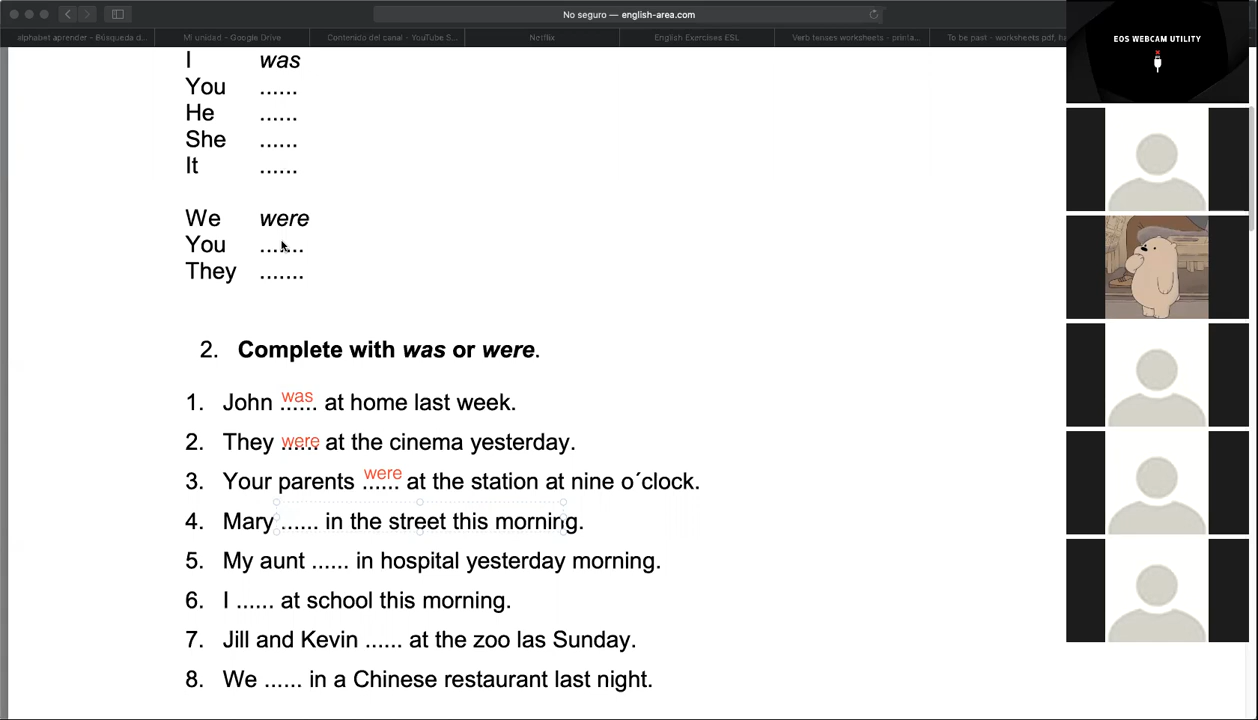 No seguro — english-area.com
alphabet aprender - Búsqueda d...
Mi unidad - Google Drive
Contenido del canal - YouTube S...
Netflix
English Exercises ESL
Verb tenses worksheets - printa...
To be past - worksheets pdf, ha
EOS WEBCAM UTILITY
I was
You ......
He ......
She ......
It ......
We were
You .......
They .......
2. Complete with was or were.
1. John was ...... at home last week.
2. They were ...... at the cinema yesterday.
3. Your parents were ...... at the station at nine o´clock.
4. Mary ...... in the street this morning.
5. My aunt ...... in hospital yesterday morning.
6. I ...... at school this morning.
7. Jill and Kevin ...... at the zoo las Sunday.
8. We ...... in a Chinese restaurant last night.